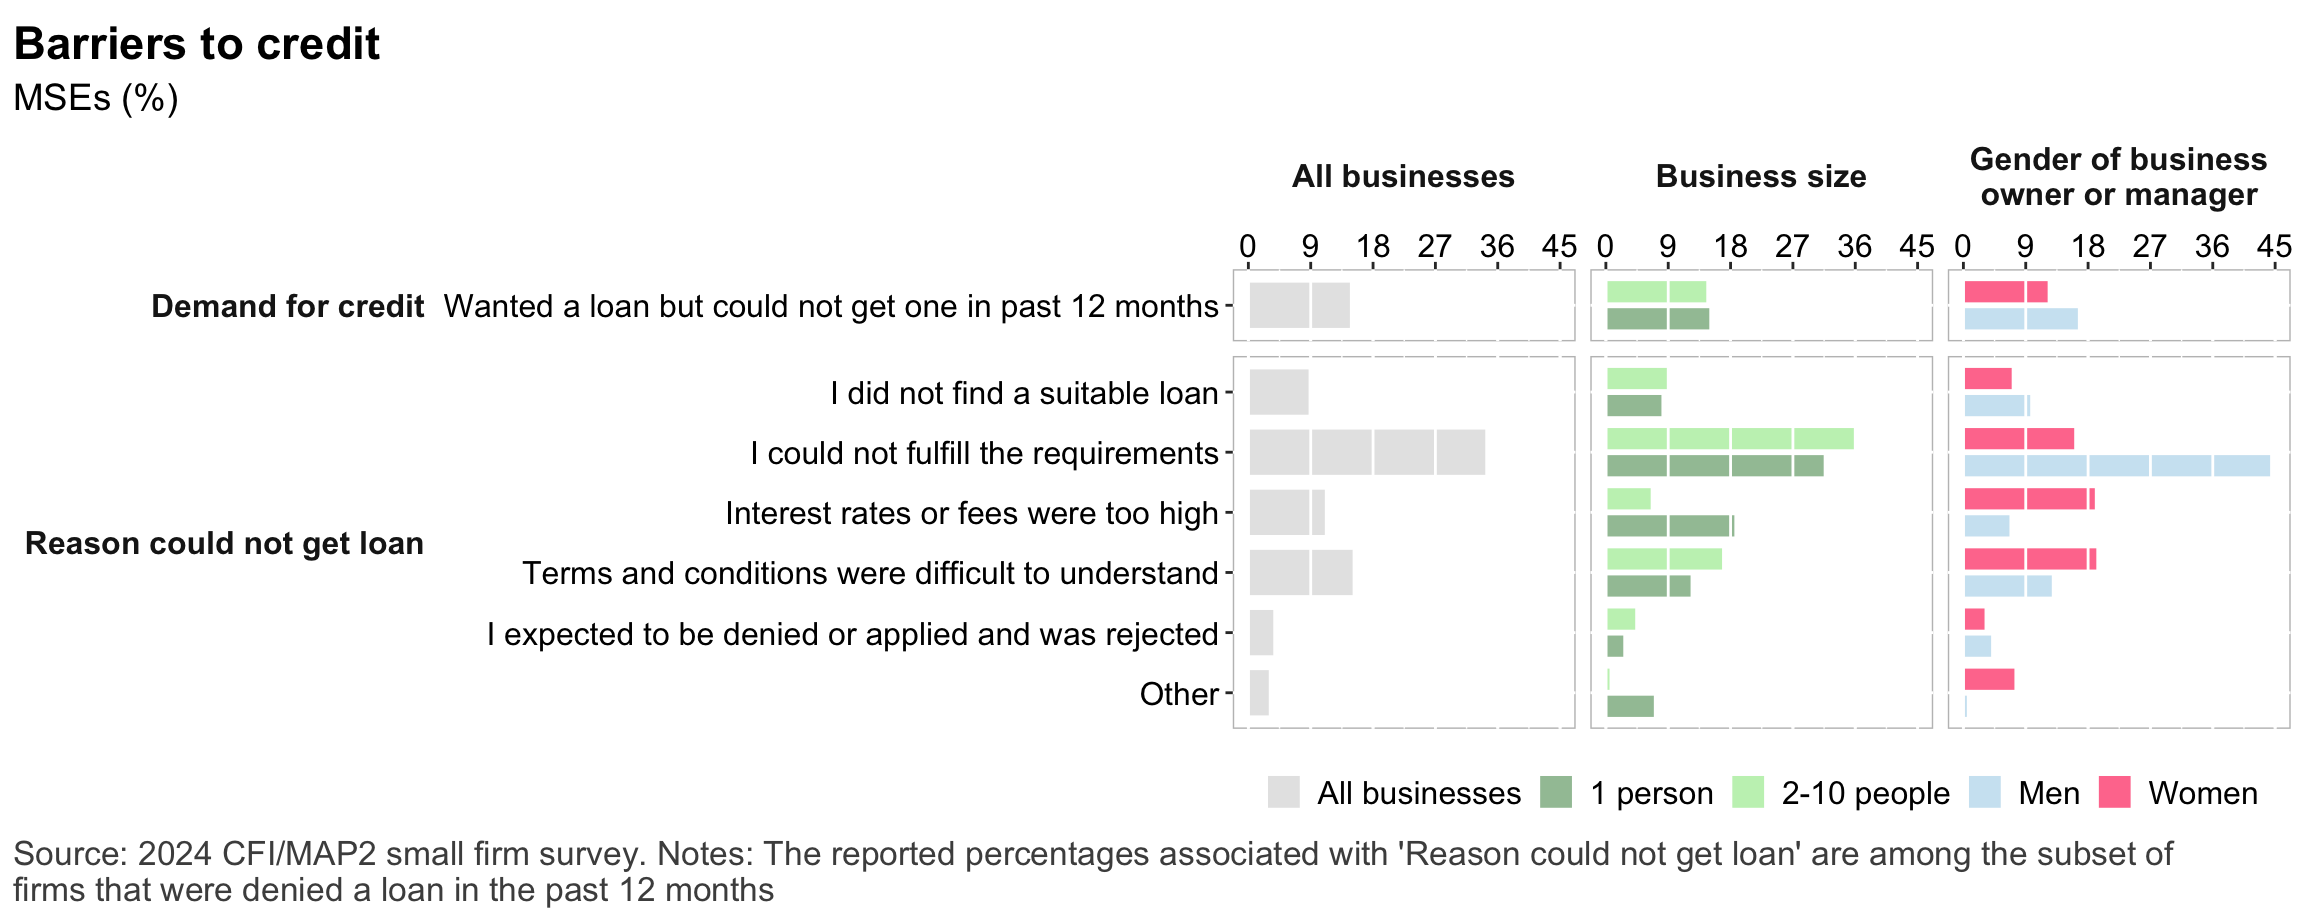 Barriers to credit
MSEs (%)
All businesses
Business size
Gender of business
owner or manager
0 9 18 27 36 45 0 9 18 27 36 45 0 9 18 27 36 45
Demand for credit Wanted a loan but could not get one in past 12 months
I did not find a suitable loan
I could not fulfill the requirements
Interest rates or fees were too high
Reason could not get loan
Terms and conditions were difficult to understand
I expected to be denied or applied and was rejected
Other
All businesses 1 person 2-10 people Men Women
Source: 2024 CFI/MAP2 small firm survey. Notes: The reported percentages associated with 'Reason could not get loan' are among the subset of
firms that were denied a loan in the past 12 months